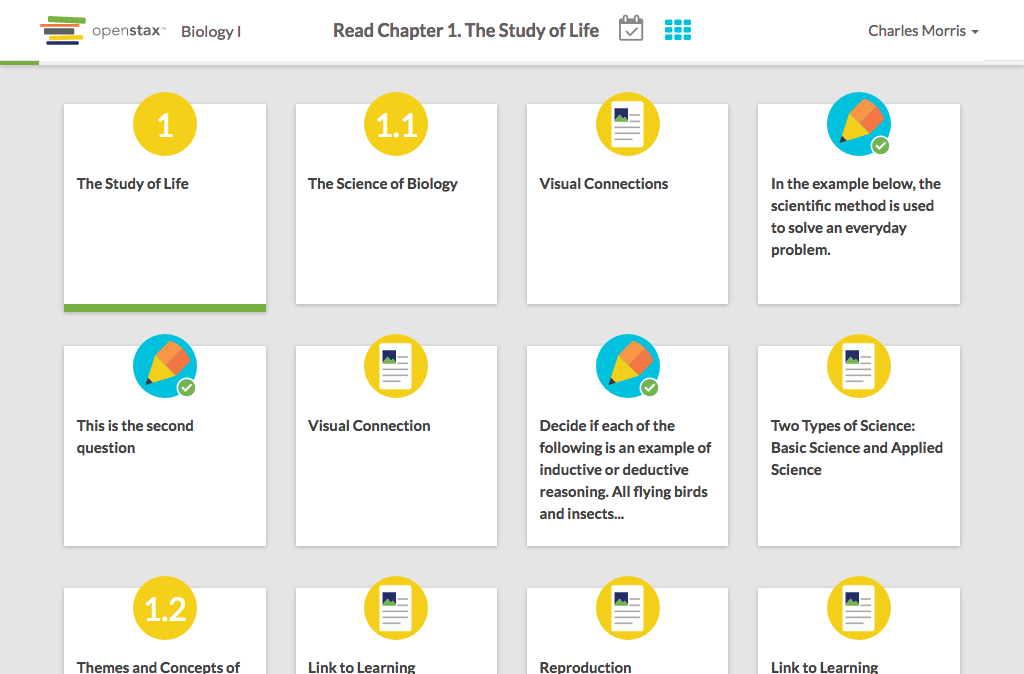 openstax™ Biology I Read Chapter 1. The Study of Life Charles Morris
1 1.1
The Study of Life
The Science of Biology
Visual Connections
In the example below, the
scientific method is used
to solve an everyday
problem.
This is the second
question
Visual Connection
Decide if each of the
following is an example of
inductive or deductive
reasoning. All flying birds
and insects...
Two Types of Science:
Basic Science and Applied
Science
1.2
Themes and Concepts of
Link to Learning
Reproduction
Link to Learning